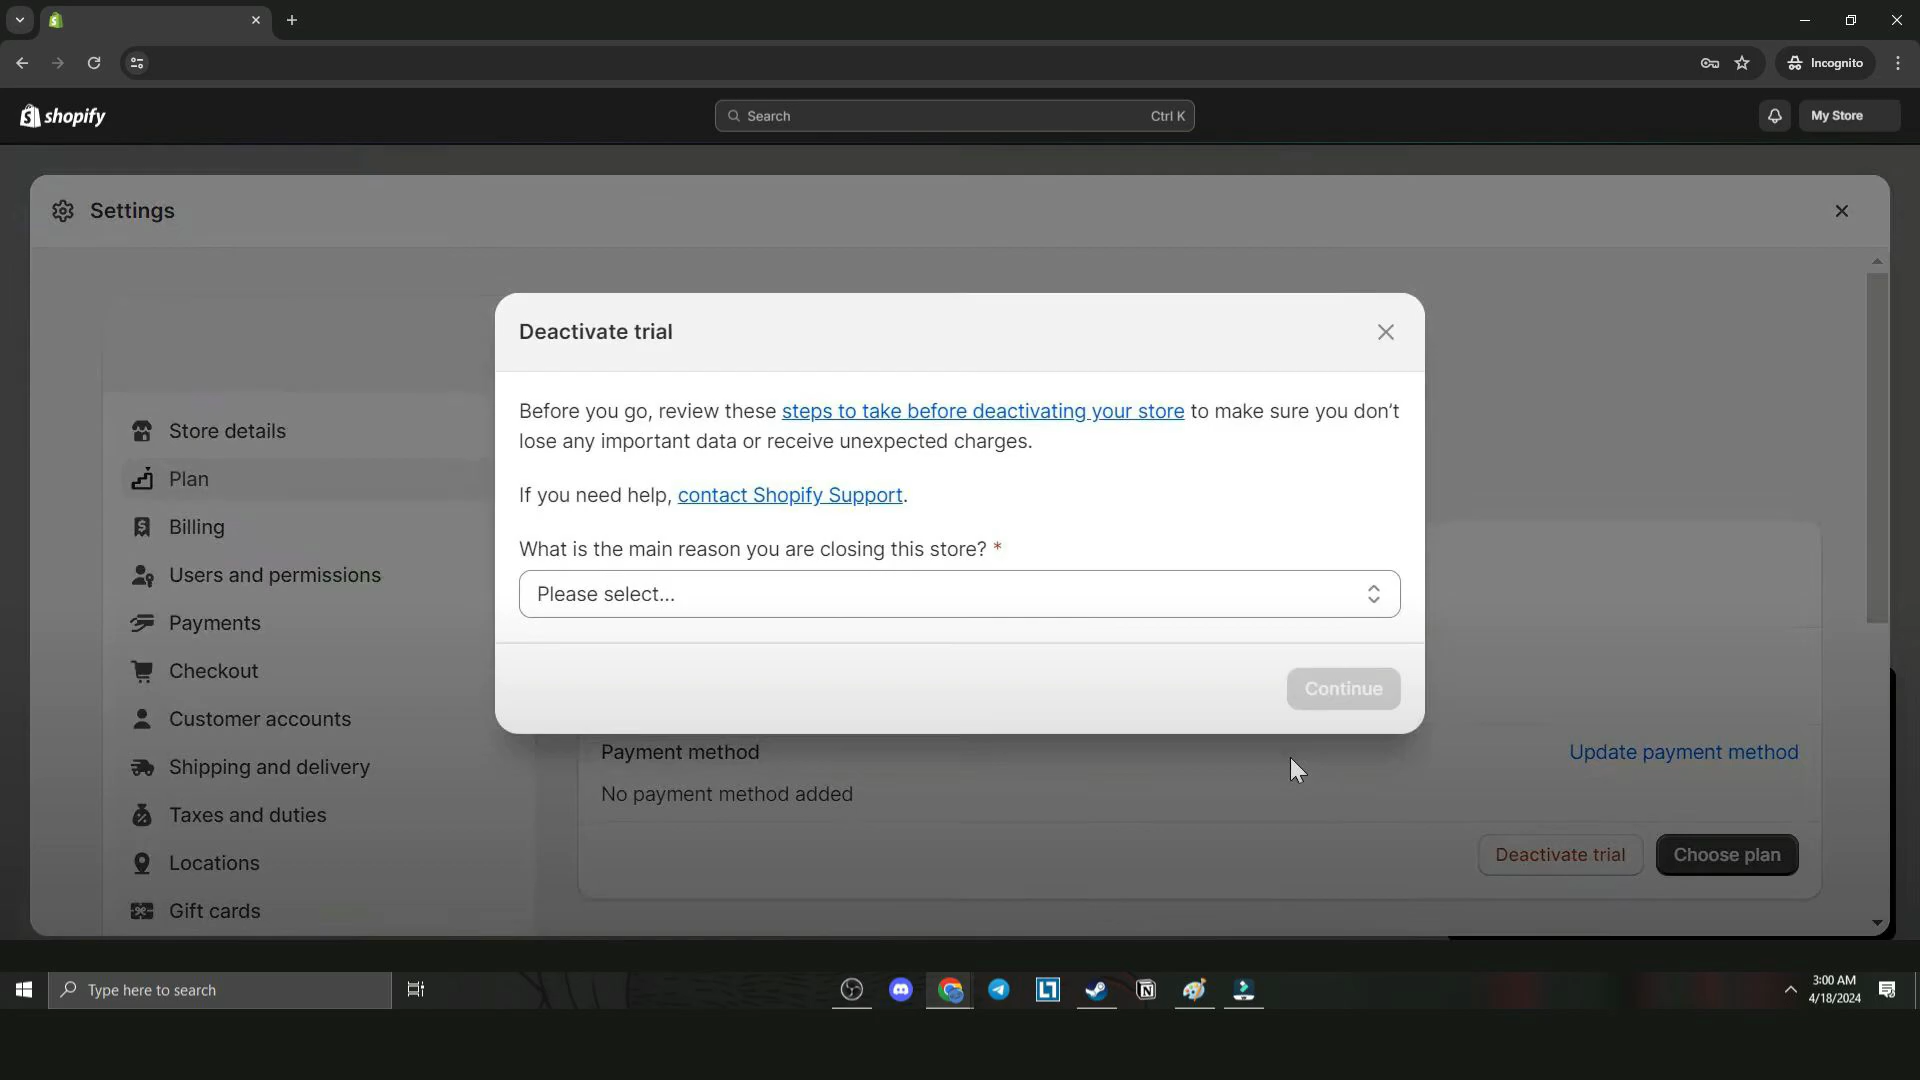 Incognito
shopify
Search
Ctrl K
My Store
Settings
Deactivate trial
Before you go, review these steps to take before deactivating your store to make sure you don't
lose any important data or receive unexpected charges.
If you need help, contact Shopify Support.
What is the main reason you are closing this store? *
Please select...
Continue
Store details
Plan
Billing
Users and permissions
Payments
Checkout
Customer accounts
Shipping and delivery
Taxes and duties
Locations
Gift cards
Payment method
Update payment method
No payment method added
Deactivate trial
Choose plan
Type here to search
3:00 AM
4/18/2024